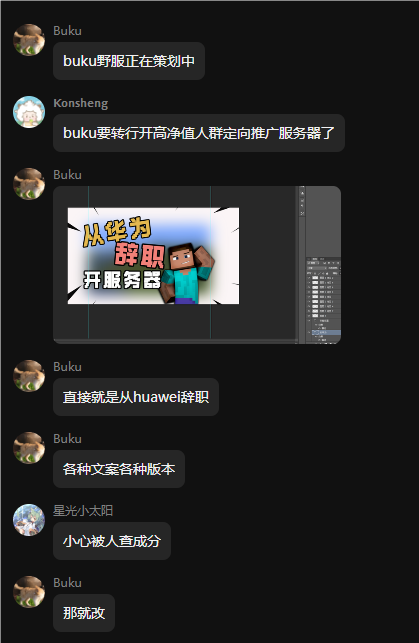 Buku
buku野服正在策划中
Konsheng
buku要转行开高净值人群定向推广服务器了
Buku
从华为
辞职
开服务器
Buku
直接就是从huawei辞职
Buku
各种文案各种版本
星光小太阳
小心被人查成分
Buku
那就改